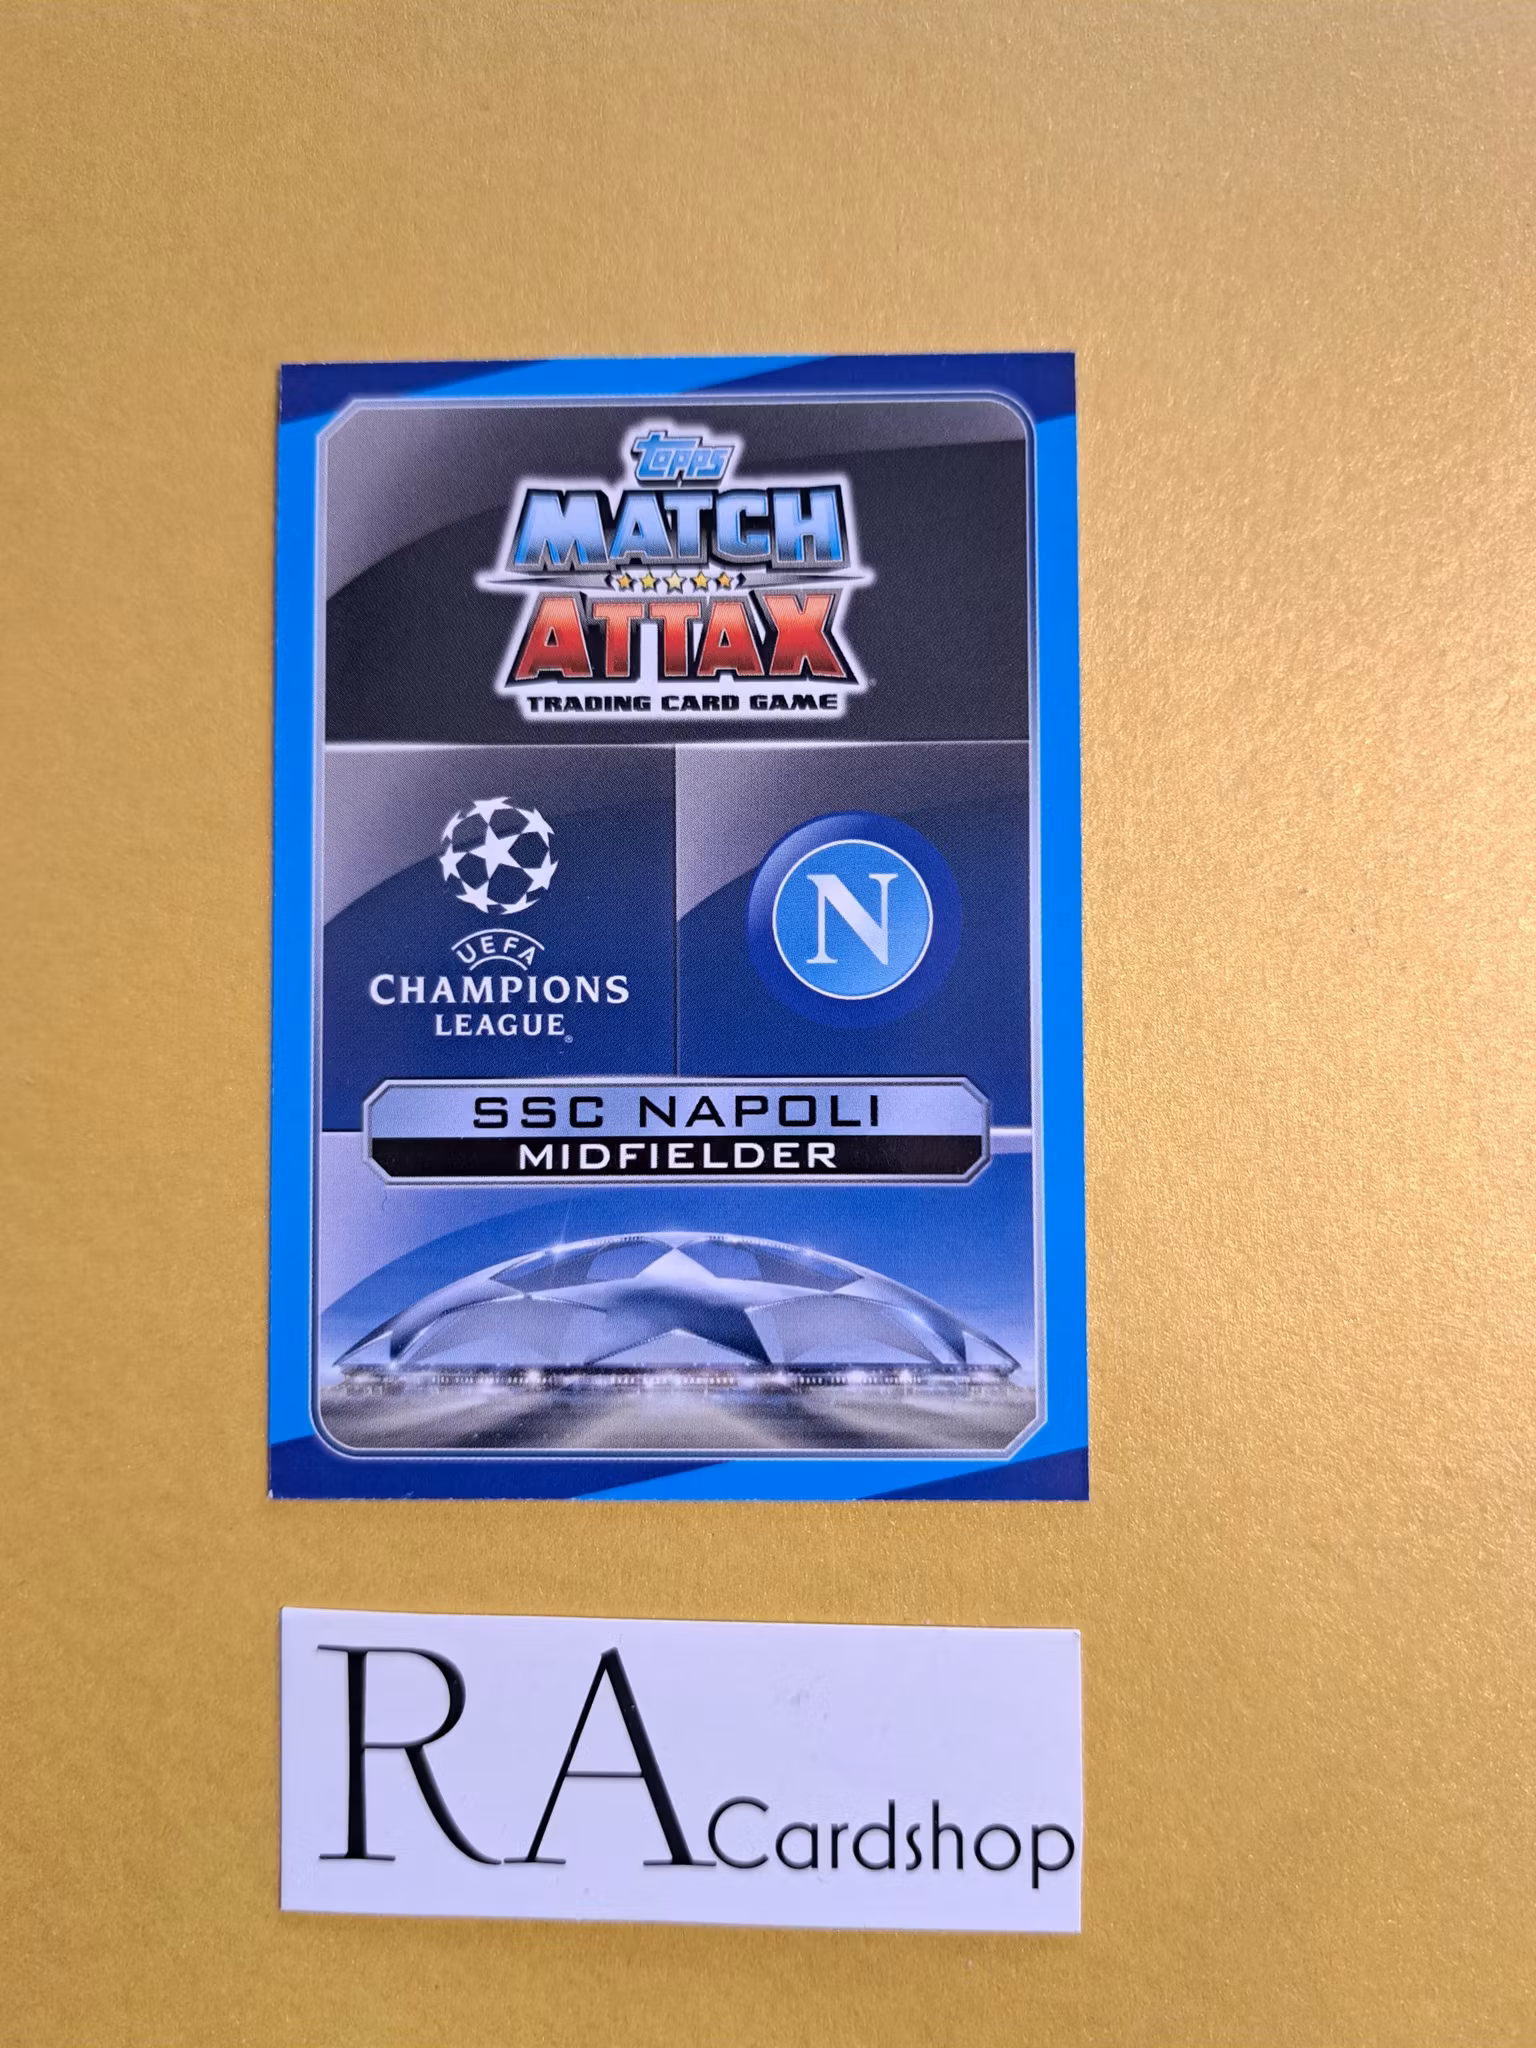 topps
MATCH
ATTAX
TRADING CARD GAME
UEFA
CHAMPIONS
LEAGUE®
N
SSC NAPOLI
MIDFIELDER
RA Cardshop